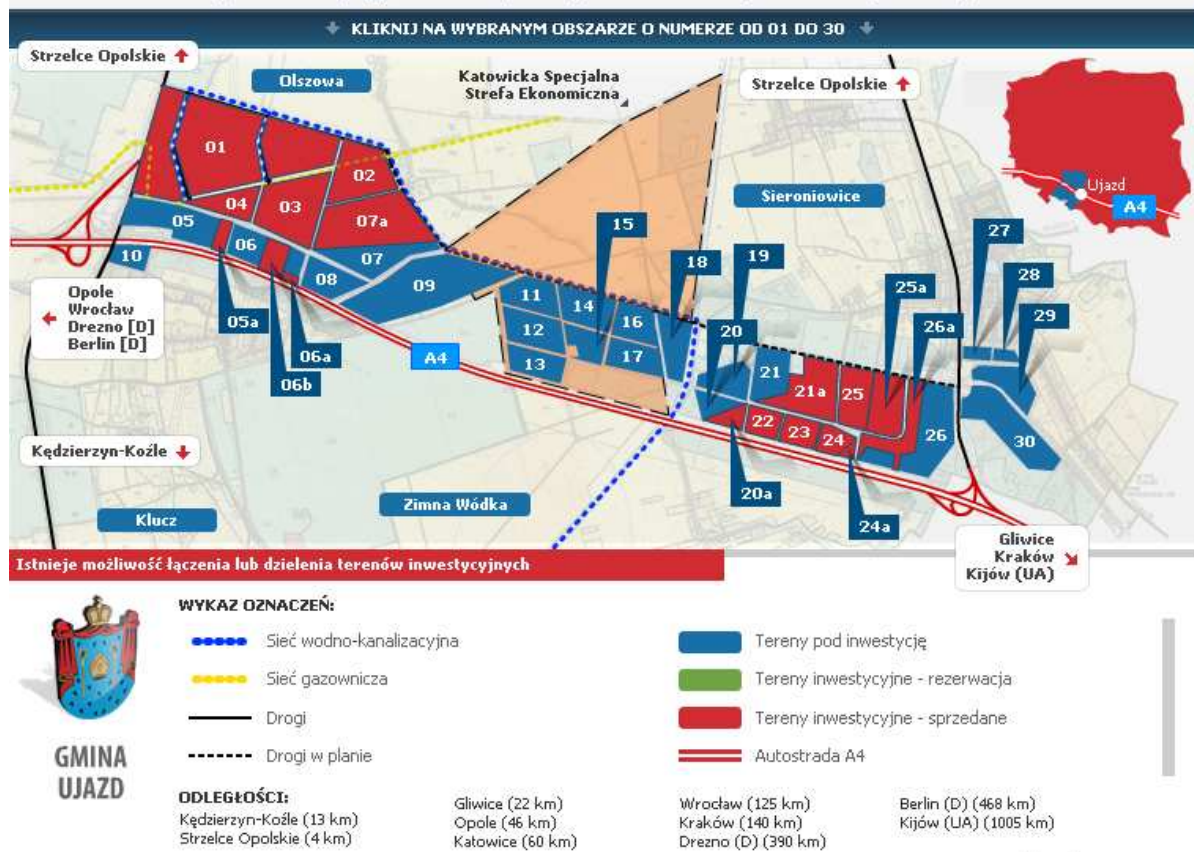 KLIKNIJ NA WYBRANYM OBSZARZE O NUMERZE OD 01 DO 30
Strzelce Opolskie
Olszowa
Katowicka Specjalna
Strefa Ekonomiczna
Strzelce Opolskie
Sieroniowice
Ujazd
A4
01
02
03
04
05
06
07a
07
08
09
10
05a
06a
06b
Opole
Wrocław
Drezno [D]
Berlin [D]
A4
11
12
13
14
15
16
17
18
19
20
21
21a
22
23
24
25
25a
26a
26
27
28
29
30
20a
24a
Kędzierzyn-Koźle
Klucz
Zimna Wódka
Gliwice
Kraków
Kijów (UA)
Istnieje możliwość łączenia lub dzielenia terenów inwestycyjnych
WYKAZ OZNACZEŃ:
Sieć wodno-kanalizacyjna
Sieć gazownicza
Drogi
Drogi w planie
Tereny pod inwestycję
Tereny inwestycyjne - rezerwacja
Tereny inwestycyjne - sprzedane
Autostrada A4
GMINA
UJAZD
ODLEGŁOŚCI:
Kędzierzyn-Koźle (13 km)
Strzelce Opolskie (4 km)
Gliwice (22 km)
Opole (46 km)
Katowice (60 km)
Wrocław (125 km)
Kraków (140 km)
Drezno (D) (390 km)
Berlin (D) (468 km)
Kijów (UA) (1005 km)